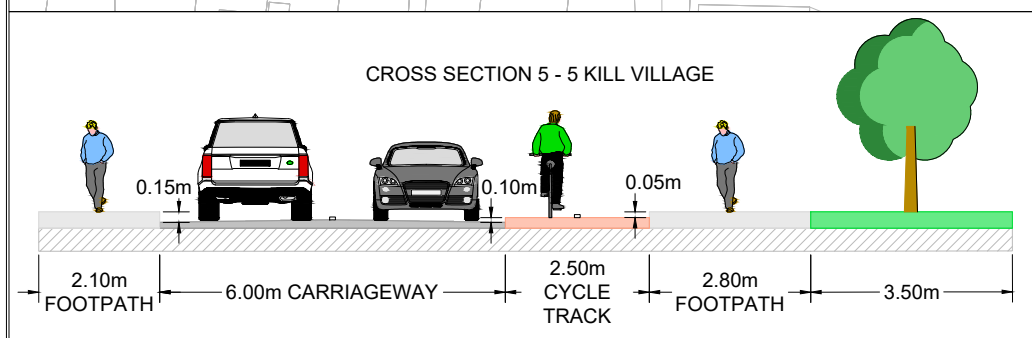 CROSS SECTION 5 - 5 KILL VILLAGE
0.15m
0.10m
0.05m
2.10m
FOOTPATH
6.00m CARRIAGEWAY
2.50m
CYCLE
TRACK
2.80m
FOOTPATH
3.50m